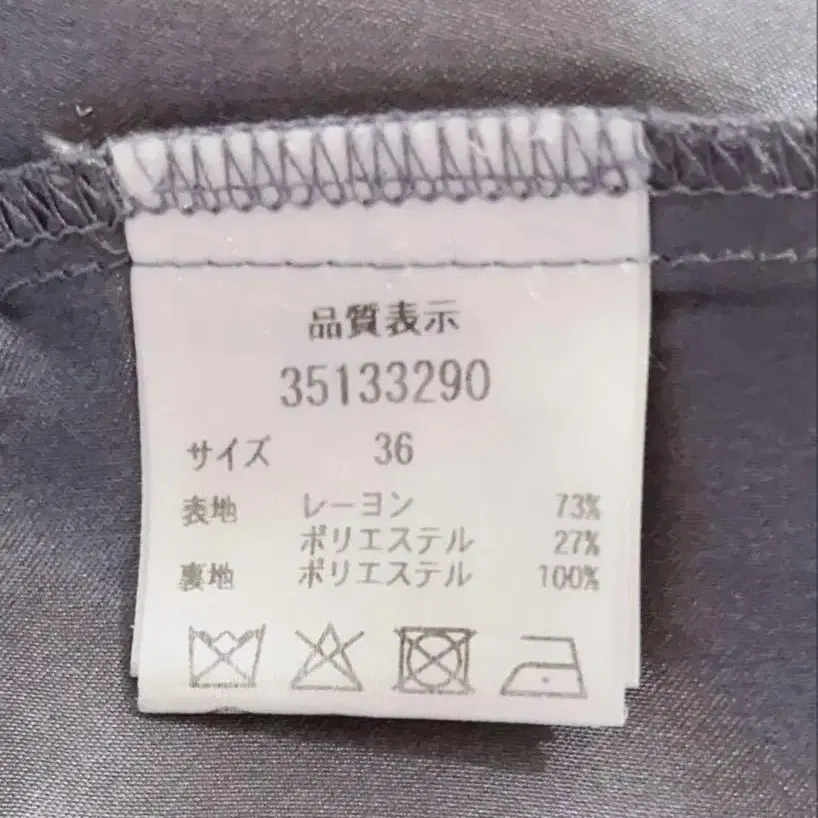 品質表示
35133290
サイズ 36
表地 レーヨン 73%
ポリエステル 27%
裏地 ポリエステル 100%